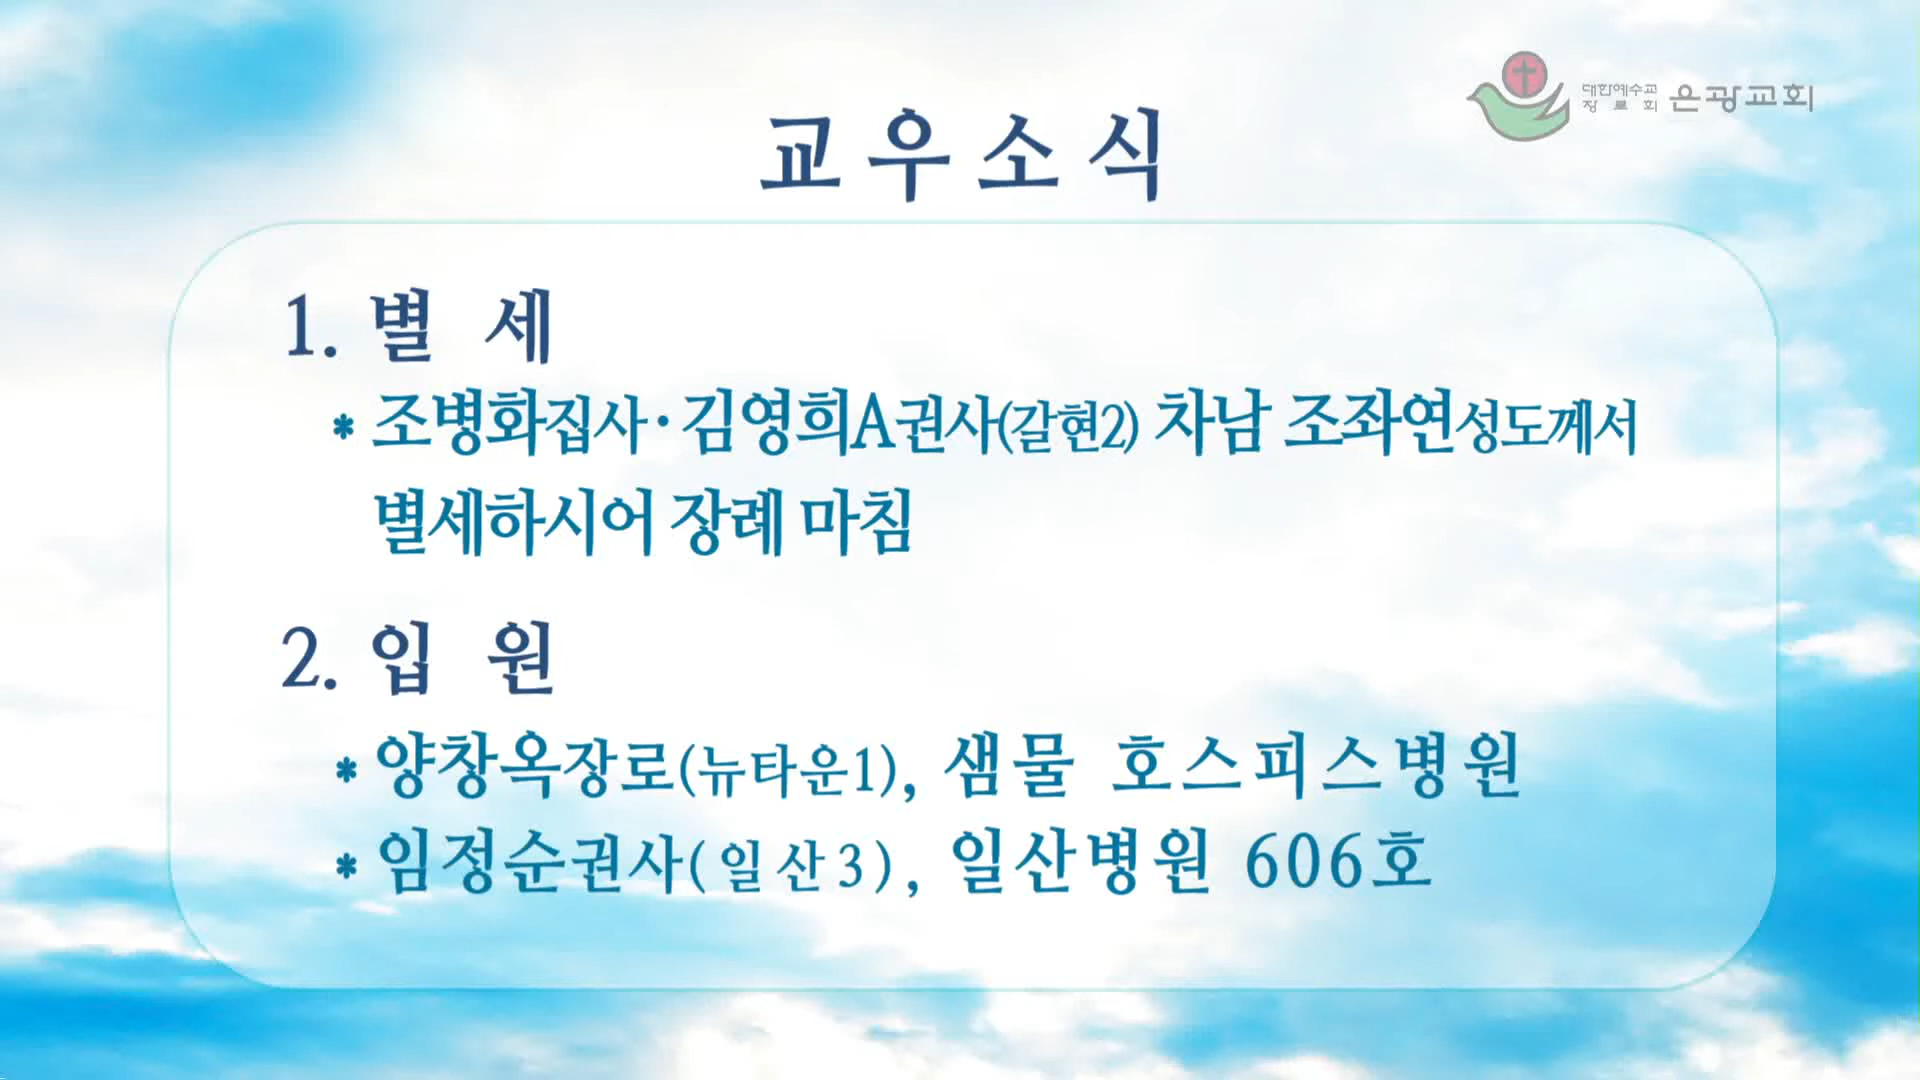 대한예수교
장로회 은광교회
교우소식
1. 별 세
* 조병화집사·김영희A권사(갈현2) 차남 조좌연성도께서
별세하시어 장례 마침
2. 입 원
* 양창옥장로(뉴타운1), 샘물 호스피스병원
* 임정순권사(일산3), 일산병원 606호